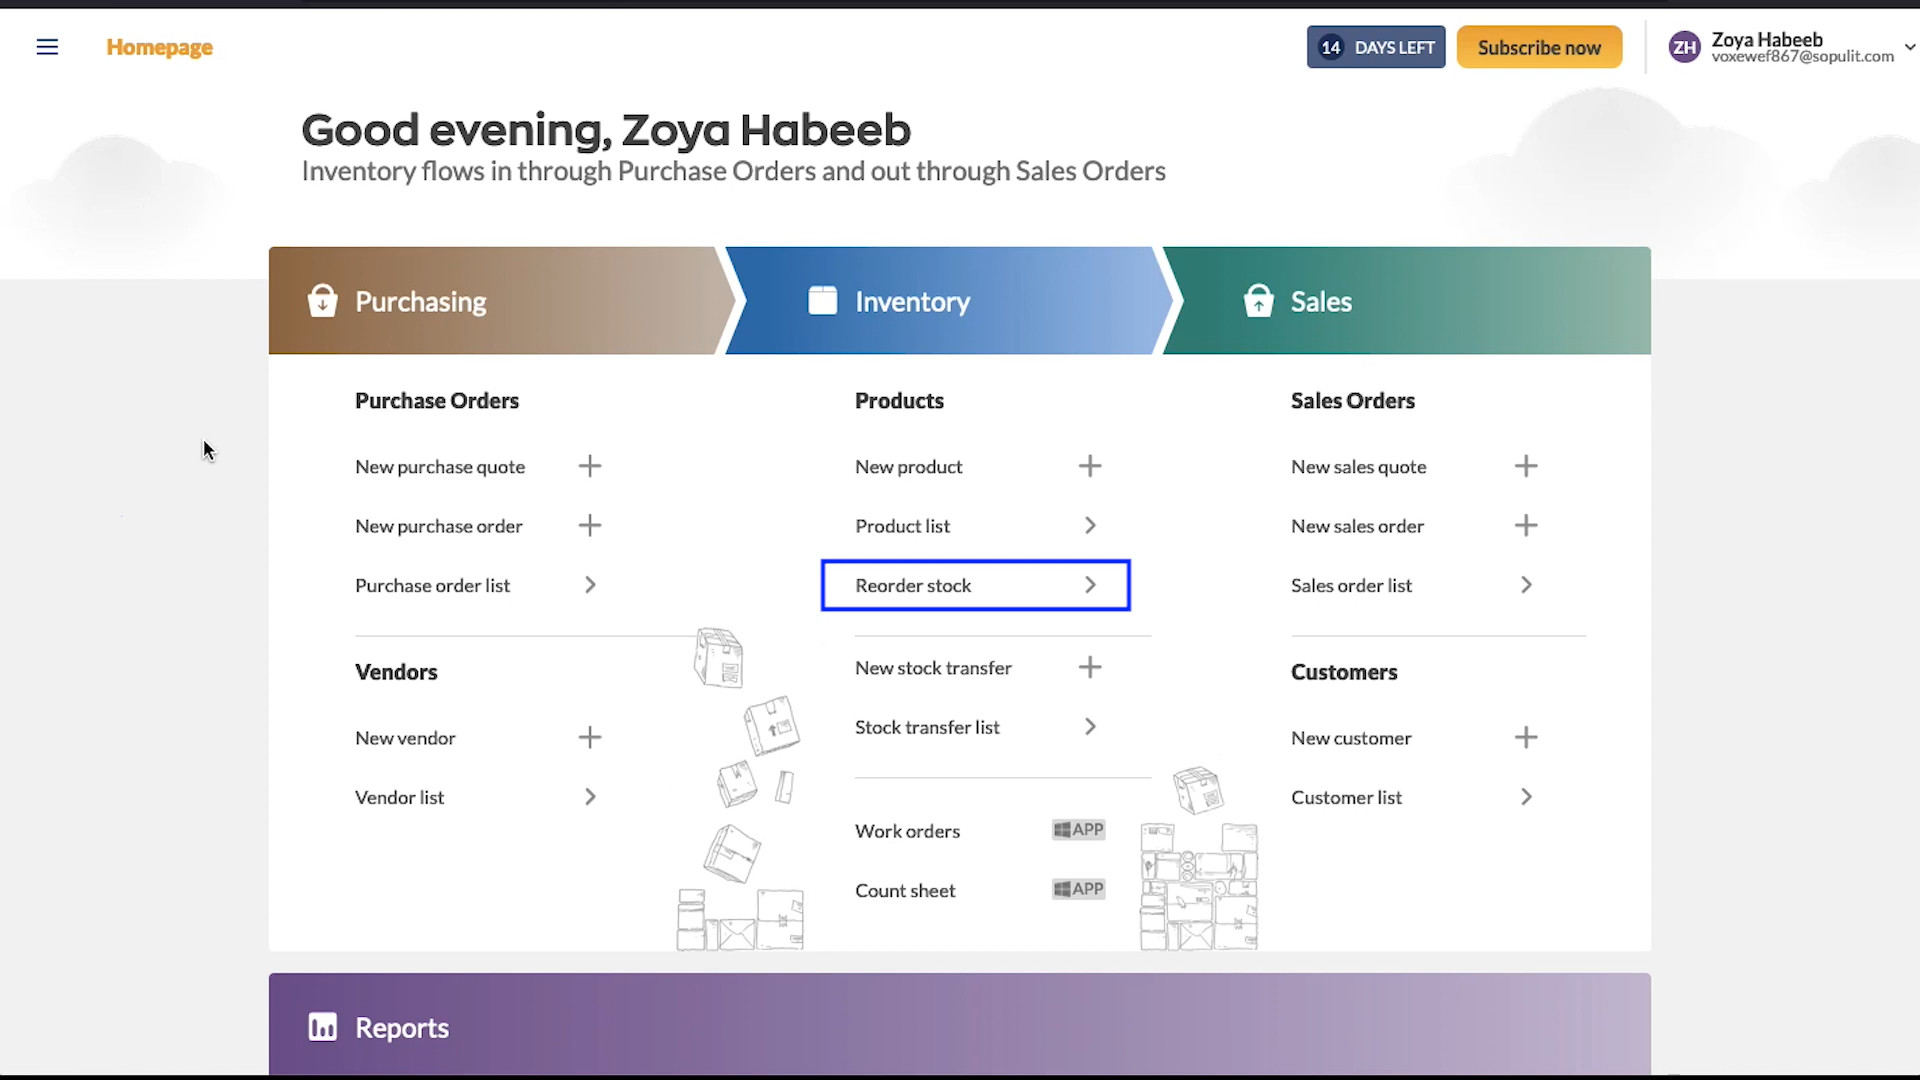 Homepage
14 DAYS LEFT
Subscribe now
ZH
Zoya Habeeb
voxewef867@sopulit.com
Good evening, Zoya Habeeb
Inventory flows in through Purchase Orders and out through Sales Orders
Purchasing
Inventory
Sales
Purchase Orders
New purchase quote
New purchase order
Purchase order list
Vendors
New vendor
Vendor list
Products
New product
Product list
Reorder stock
New stock transfer
Stock transfer list
Work orders APP
Count sheet APP
Sales Orders
New sales quote
New sales order
Sales order list
Customers
New customer
Customer list
Reports